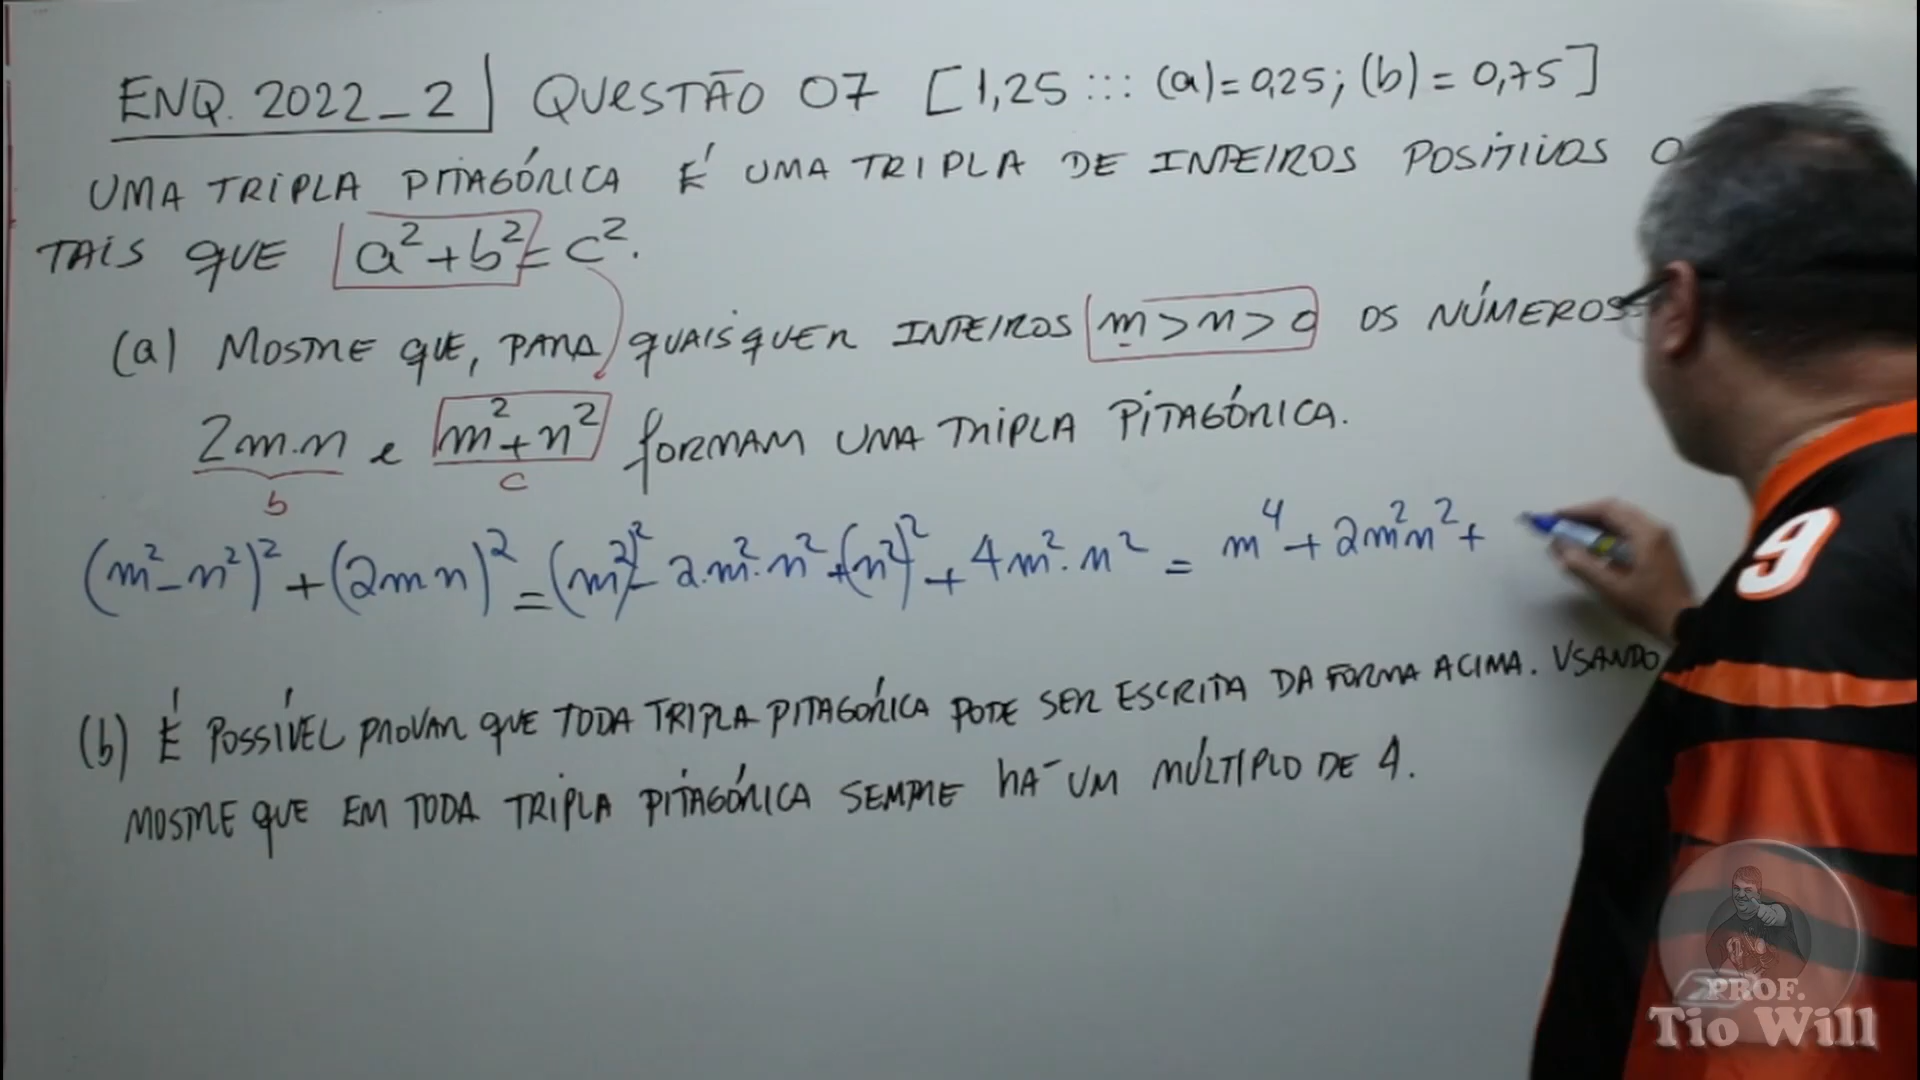 ENQ. 2022_2 | QUESTÃO 07 [1,25 ::: (a)=0,25; (b)=0,75]
UMA TRIPLA PITAGÓRICA É UMA TRIPLA DE INTEIROS POSITIVOS
TAIS QUE a²+b²=c².
(a) MOSTRE QUE, PARA QUAISQUER INTEIROS m>n>0 OS NÚMEROS
2m.n e m²+n² FORMAM UMA TRIPLA PITAGÓRICA.
b c
(m²-n²)²+(2mn)²=(m²)²-2.m².n²+(n²)²+4m².n² = m⁴+2m²n²+
(b) É POSSÍVEL PROVAR QUE TODA TRIPLA PITAGÓRICA PODE SER ESCRITA DA FORMA ACIMA. USANDO
MOSTRE QUE EM TODA TRIPLA PITAGÓRICA SEMPRE HÁ UM MÚLTIPLO DE 4.
9
PROF.
Tio Will